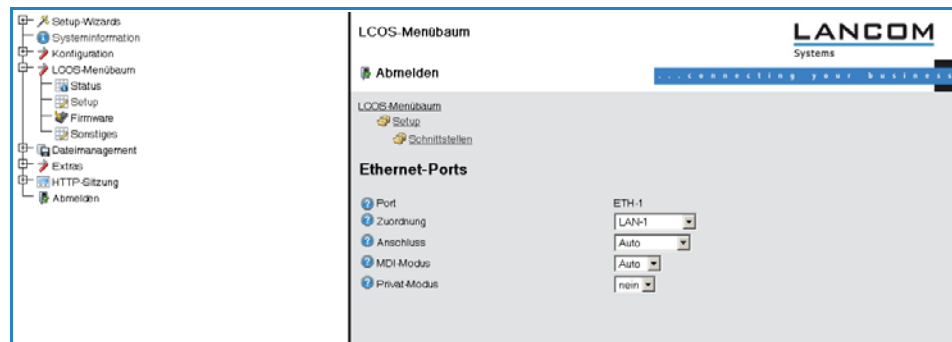 Setup-Wizards
Systeminformation
Konfiguration
LCOS-Menübaum
Status
Setup
Firmware
Sonstiges
Dateimanagement
Extras
HTTP-Sitzung
Abmelden
LCOS-Menübaum
LANCOM
Systems
Abmelden
...connecting your business
LCOS-Menübaum
Setup
Schnittstellen
Ethernet-Ports
Port ETH-1
Zuordnung LAN-1
Anschluss Auto
MDI-Modus Auto
Privat-Modus nein